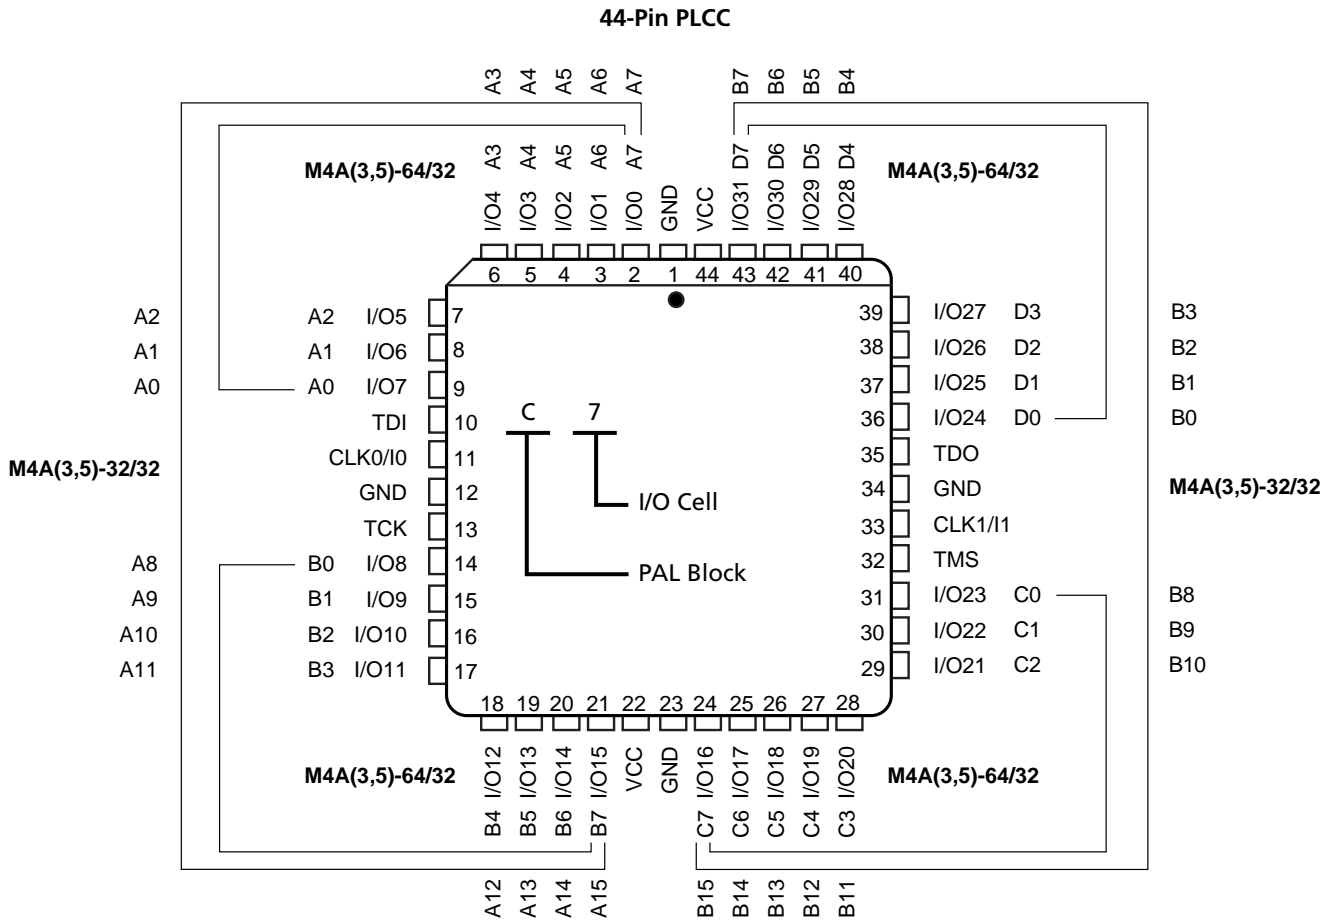 44-Pin PLCC
A3 A4 A5 A6 A7 B7 B6 B5 B4
M4A(3,5)-64/32
A3 A4 A5 A6 A7 D7 D6 D5 D4
M4A(3,5)-64/32
I/O4 I/O3 I/O2 I/O1 I/O0 GND VCC I/O31 I/O30 I/O29 I/O28
6 5 4 3 2 1 44 43 42 41 40
A2 A2 I/O5 7 39 I/O27 D3 B3
A1 A1 I/O6 8 38 I/O26 D2 B2
A0 A0 I/O7 9 37 I/O25 D1 B1
C 7
TDI 10 36 I/O24 D0 B0
CLK0/I0 11 35 TDO
M4A(3,5)-32/32
M4A(3,5)-32/32
GND 12 34 GND
I/O Cell
TCK 13 33 CLK1/I1
A8 B0 I/O8 14 32 TMS
PAL Block
A9 B1 I/O9 15 31 I/O23 C0 B8
A10 B2 I/O10 16 30 I/O22 C1 B9
A11 B3 I/O11 17 29 I/O21 C2 B10
18 19 20 21 22 23 24 25 26 27 28
I/O12 I/O13 I/O14 I/O15 VCC GND I/O16 I/O17 I/O18 I/O19 I/O20
M4A(3,5)-64/32
M4A(3,5)-64/32
B4 B5 B6 B7 C7 C6 C5 C4 C3
A12 A13 A14 A15 B15 B14 B13 B12 B11